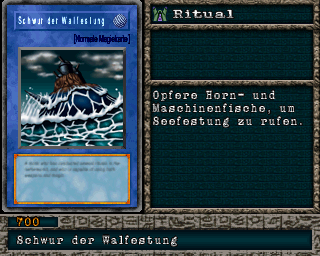 Schwur der Walfestung
[Normale Magiekarte]
Ritual
Opfere Horn- und
Maschinenfische, um
Seefestung zu rufen.
700
Schwur der Walfestung